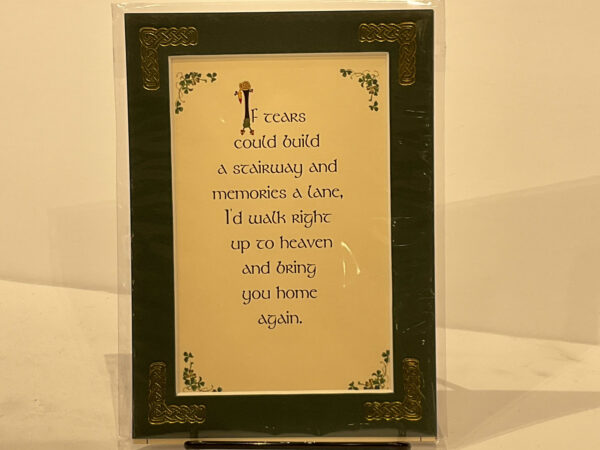 If tears
could build
a stairway and
memories a lane,
I'd walk right
up to heaven
and bring
you home
again.